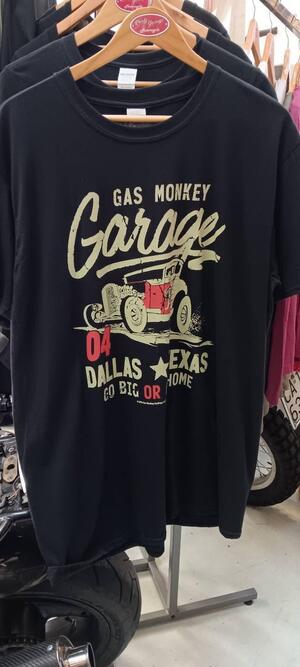 GAS MONKEY
Garage
04
DALLAS ★ TEXAS
GO BIG OR HOME